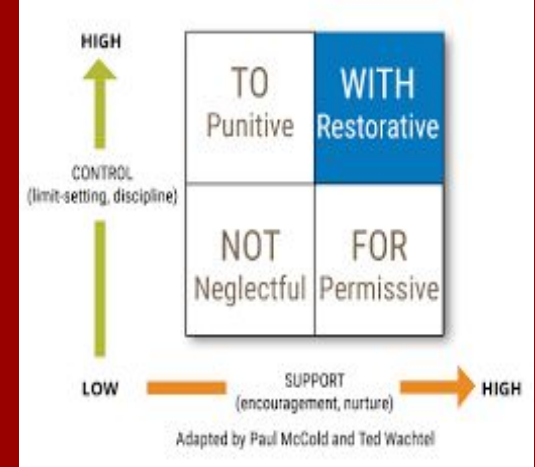 HIGH
TO
Punitive
WITH
Restorative
CONTROL
(limit-setting, discipline)
NOT
Neglectful
FOR
Permissive
LOW
SUPPORT
(encouragement, nurture)
HIGH
Adapted by Paul McCold and Ted Wachtel